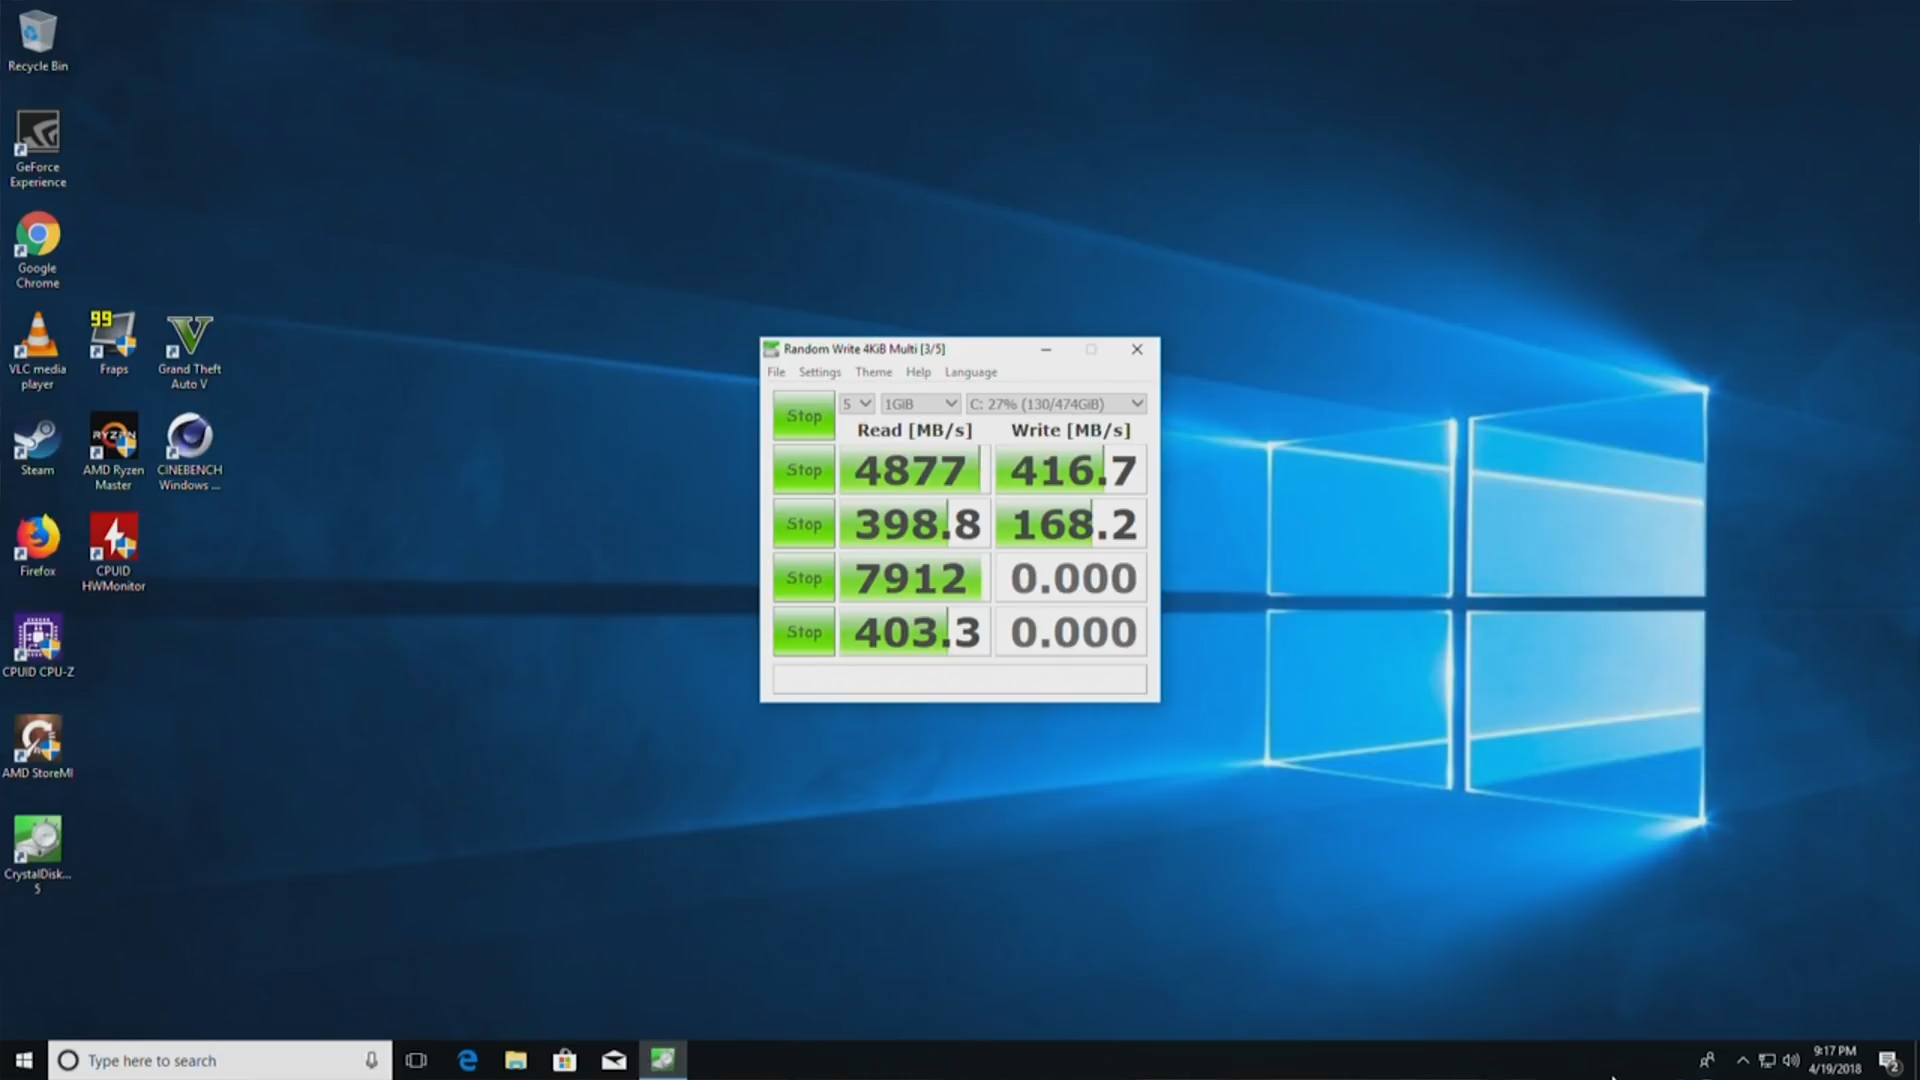 Recycle Bin
GeForce
Experience
Google
Chrome
VLC media
player
99
Fraps
Grand Theft
Auto V
Steam
RYZEN
AMD Ryzen
Master
CINEBENCH
Windows ...
Firefox
CPUID
HWMonitor
CPUID CPU-Z
AMD StoreMI
CrystalDisk...
5
Random Write 4KiB Multi [3/5]
File Settings Theme Help Language
Stop 5 1GiB C: 27% (130/474GiB)
Read [MB/s] Write [MB/s]
Stop 4877 416.7
Stop 398.8 168.2
Stop 7912 0.000
Stop 403.3 0.000
Type here to search
9:17 PM
4/19/2018
2